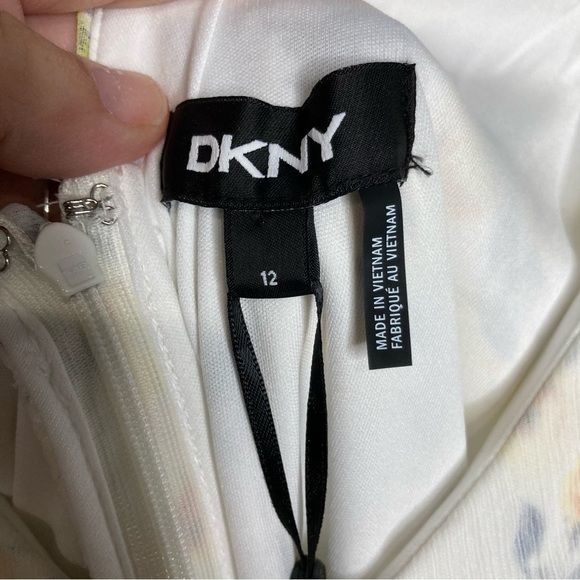 DKNY
12
MADE IN VIETNAM
FABRIQUÉ AU VIETNAM